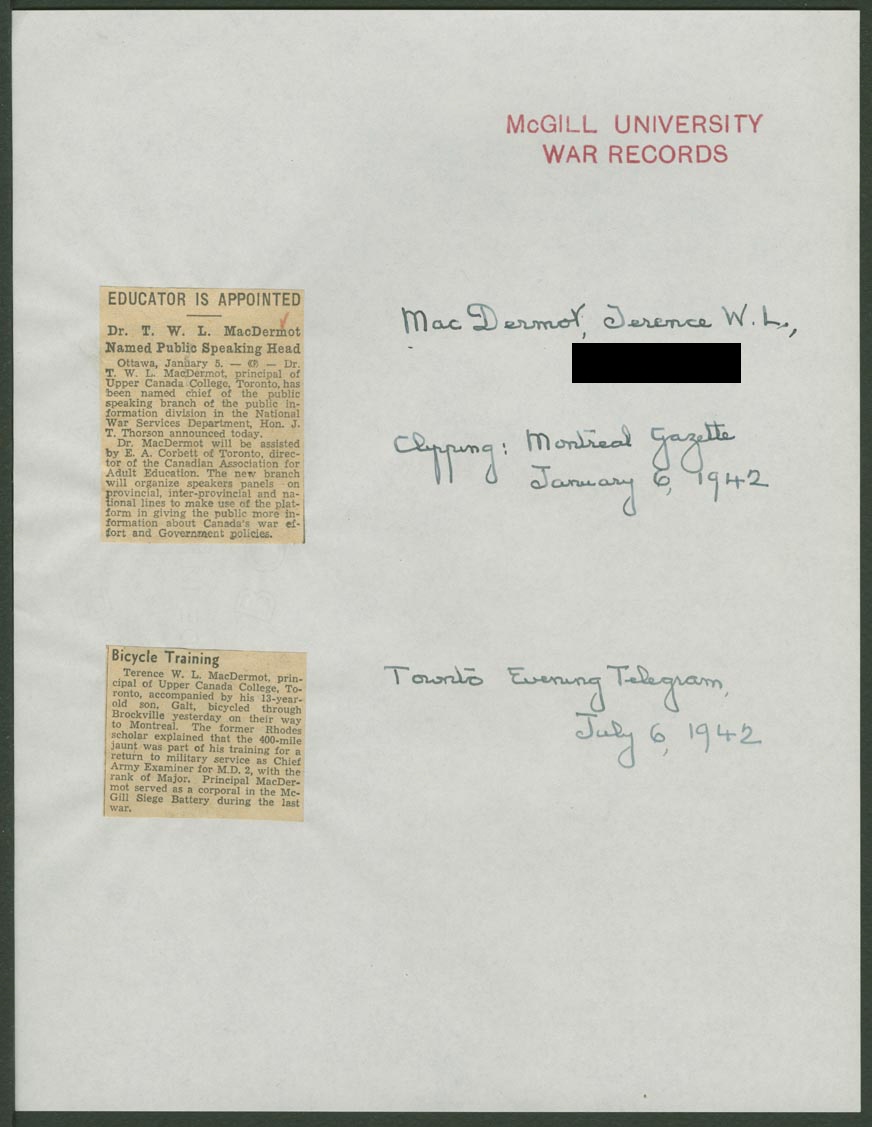 McGILL UNIVERSITY
WAR RECORDS
EDUCATOR IS APPOINTED
Dr. T. W. L. MacDermot
Named Public Speaking Head
Ottawa, January 5. — CP — Dr.
T. W. L. MacDermot, principal of
Upper Canada College, Toronto, has
been named chief of the public
speaking branch of the public in-
formation division in the National
War Services Department, Hon. J.
T. Thorson announced today.
Dr. MacDermot will be assisted
by E. A. Corbett of Toronto, direc-
tor of the Canadian Association for
Adult Education. The new branch
will organize speakers panels on
provincial, inter-provincial and na-
tional lines to make use of the plat-
form in giving the public more in-
formation about Canada's war ef-
fort and Government policies.
MacDermot, Terence W. L.,
Clipping: Montreal Gazette
January 6, 1942
Bicycle Training
Terence W. L. MacDermot, prin-
cipal of Upper Canada College, To-
ronto, accompanied by his 13-year-
old son, Galt, bicycled through
Brockville yesterday on their way
to Montreal. The former Rhodes
scholar explained that the 400-mile
jaunt was part of his training for a
return to military service as Chief
Army Examiner for M.D. 2, with the
rank of Major. Principal MacDer-
mot served as a corporal in the Mc-
Gill Siege Battery during the last
war.
Toronto Evening Telegram,
July 6, 1942